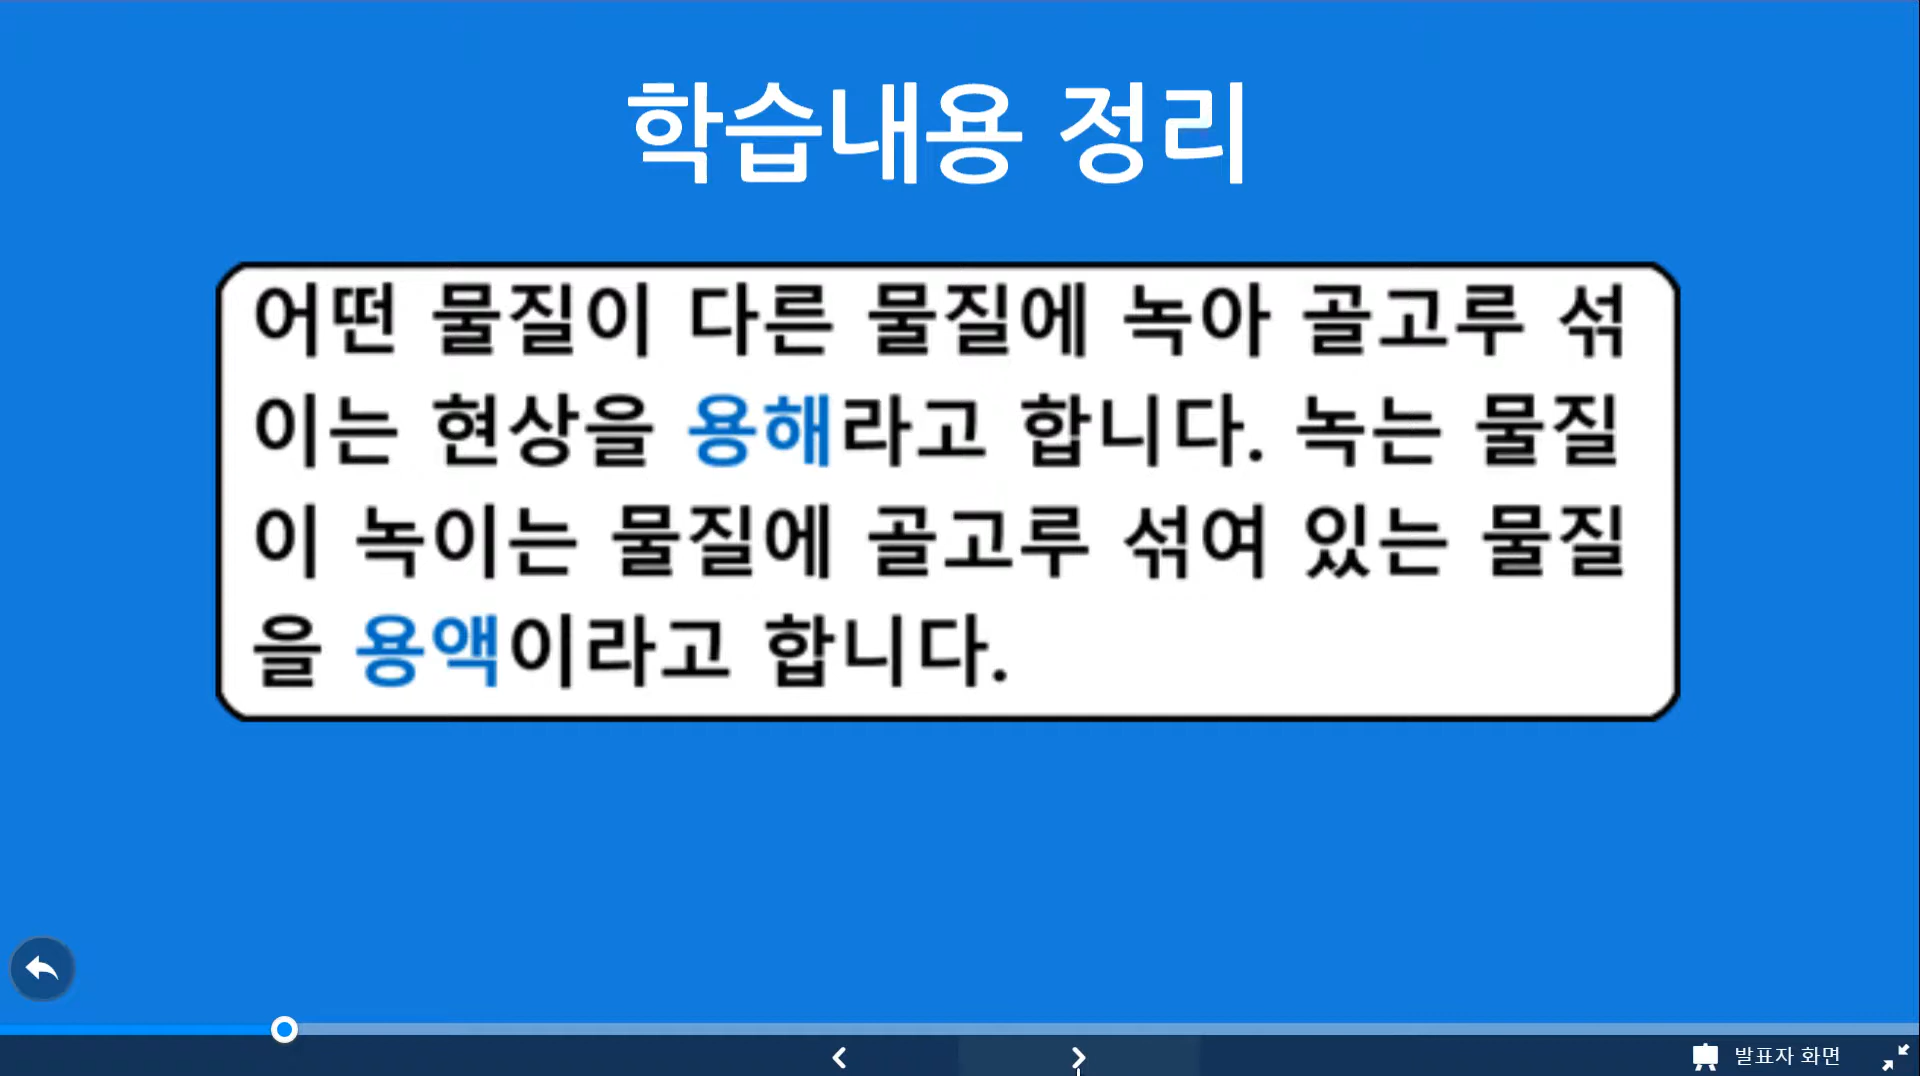 학습내용 정리
어떤 물질이 다른 물질에 녹아 골고루 섞
이는 현상을 용해라고 합니다. 녹는 물질
이 녹이는 물질에 골고루 섞여 있는 물질
을 용액이라고 합니다.
발표자 화면